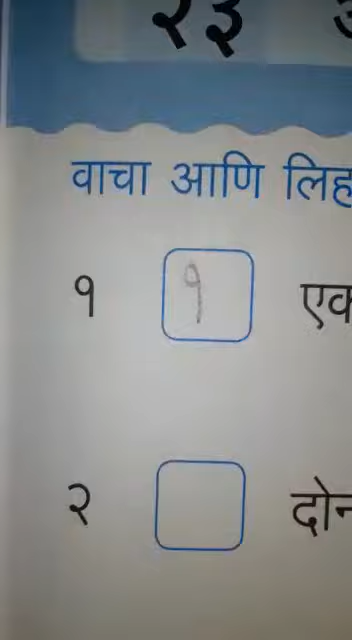 २३
वाचा आणि लिह
१ १ एक
२ दोन